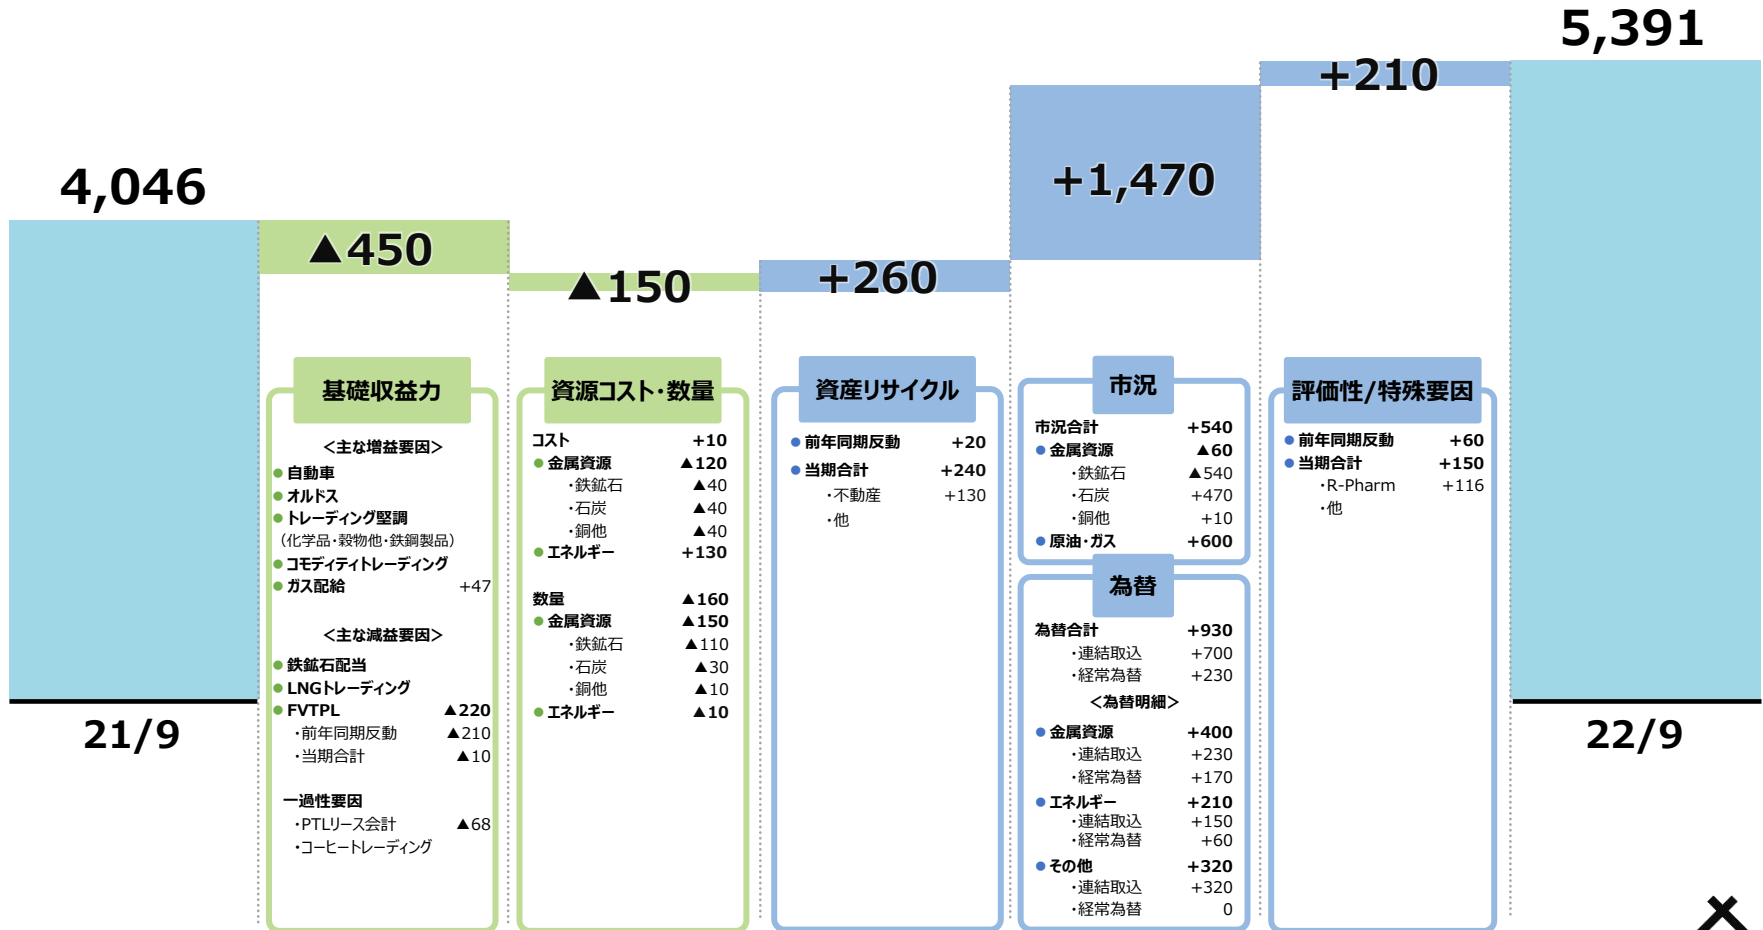 5,391
+210
4,046
+1,470
▲450
▲150
+260
基礎収益力
<主な増益要因>
● 自動車
● オルドス
● トレーディング堅調
(化学品・穀物他・鉄鋼製品)
● コモディティトレーディング
● ガス配給 +47
<主な減益要因>
● 鉄鉱石配当
● LNGトレーディング
● FVTPL ▲220
・前年同期反動 ▲210
・当期合計 ▲10
一過性要因
・PTLリース会計 ▲68
・コーヒートレーディング
資源コスト・数量
コスト +10
● 金属資源 ▲120
・鉄鉱石 ▲40
・石炭 ▲40
・銅他 ▲40
● エネルギー +130
数量 ▲160
● 金属資源 ▲150
・鉄鉱石 ▲110
・石炭 ▲30
・銅他 ▲10
● エネルギー ▲10
資産リサイクル
● 前年同期反動 +20
● 当期合計 +240
・不動産 +130
・他
市況
市況合計 +540
● 金属資源 ▲60
・鉄鉱石 ▲540
・石炭 +470
・銅他 +10
● 原油・ガス +600
為替
為替合計 +930
・連結取込 +700
・経常為替 +230
<為替明細>
● 金属資源 +400
・連結取込 +230
・経常為替 +170
● エネルギー +210
・連結取込 +150
・経常為替 +60
● その他 +320
・連結取込 +320
・経常為替 0
評価性/特殊要因
● 前年同期反動 +60
● 当期合計 +150
・R-Pharm +116
・他
21/9
22/9